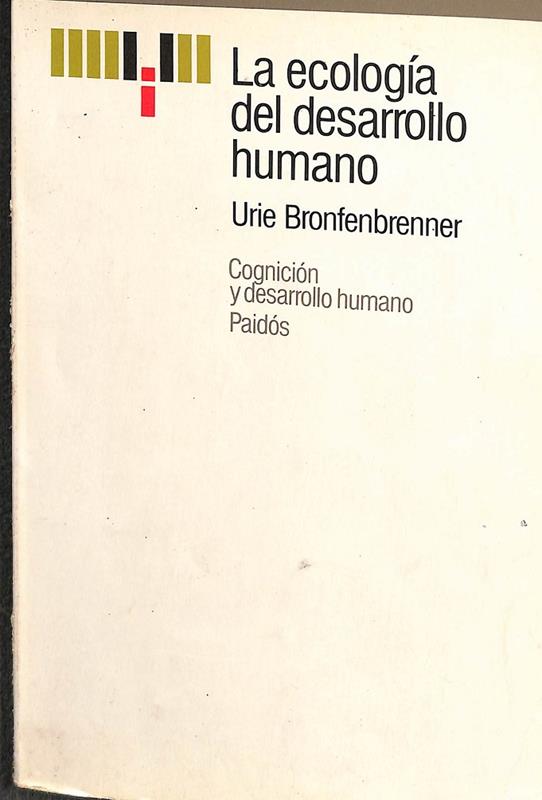 La ecología
del desarrollo
humano
Urie Bronfenbrenner
Cognición
y desarrollo humano
Paidós